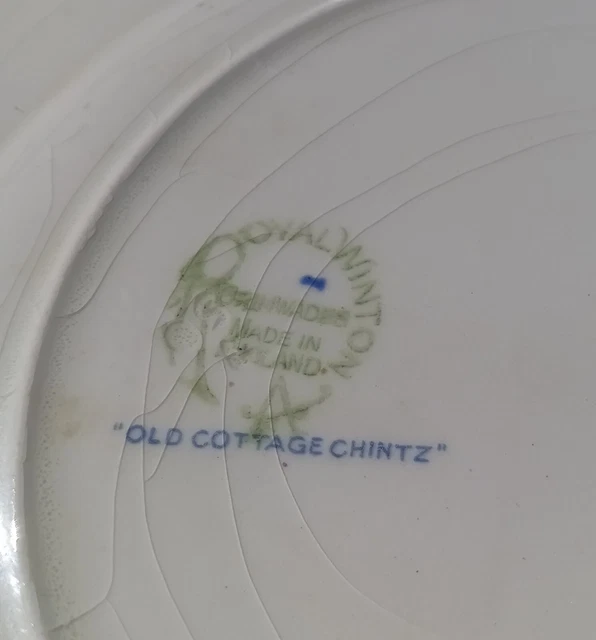 ROYAL WINTON
GRIMWADES
MADE IN
ENGLAND.
A
"OLD COTTAGE CHINTZ"